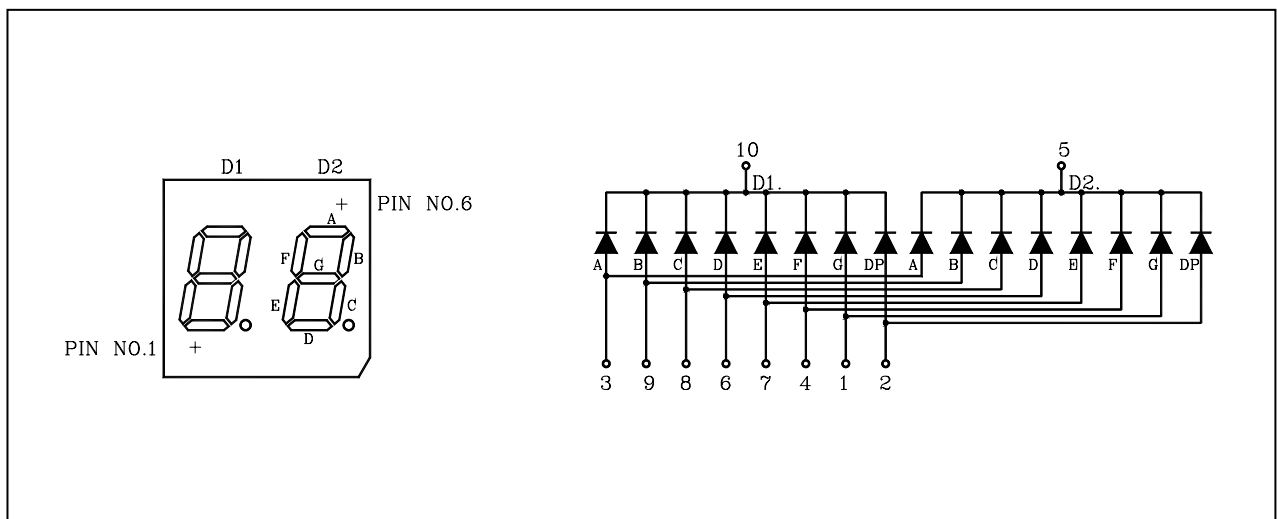 D1 D2
+ PIN NO.6
A
F B
G
E C
D
PIN NO.1 +
10 5
D1. D2.
A B C D E F G DP A B C D E F G DP
3 9 8 6 7 4 1 2